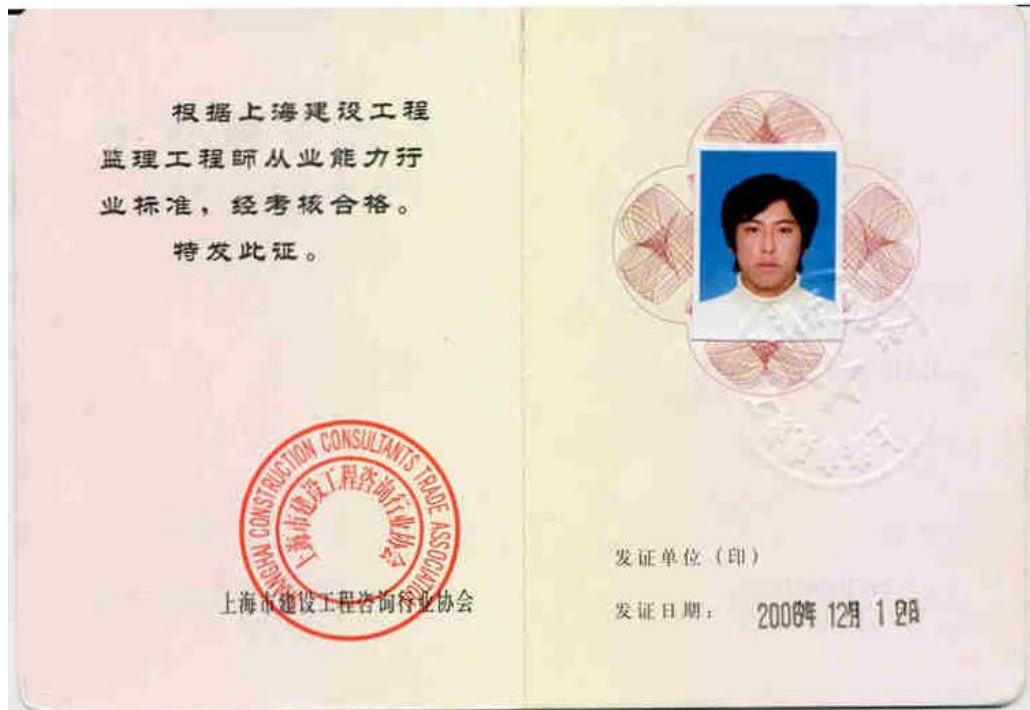 根据上海建设工程
监理工程師从业能力行
业标准，经考核合格。
特发此证。
SHANGHAI CONSTRUCTION CONSULTANTS TRADE ASSOCIATION
上海市建设工程咨询行业协会
上海市建设工程咨询行业协会
发证单位（印）
发证日期：
12月